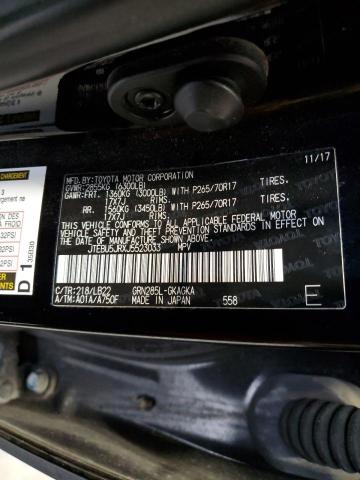 MFD.BY:TOYOTA MOTOR CORPORATION 11/17
GVWR:2855KG (6300LB)
GAWR:FRT. 1360KG (3000LB) WITH P265/70R17 TIRES.
17X7J RIMS.
RR. 1560KG (3450LB) WITH P265/70R17 TIRES.
17X7J RIMS.
THIS VEHICLE CONFORMS TO ALL APPLICABLE
FEDERAL MOTOR VEHICLE SAFETY AND THEFT
PREVENTION STANDARDS IN EFFECT ON THE DATE
OF MANUFACTURE SHOWN ABOVE.
JTEBU5JRXJ5523033 MPV
C/TR:218/LB22 GRN285L-GKAGKA
A/TM:A01A/A750F MADE IN JAPAN 558
E
D1 35030